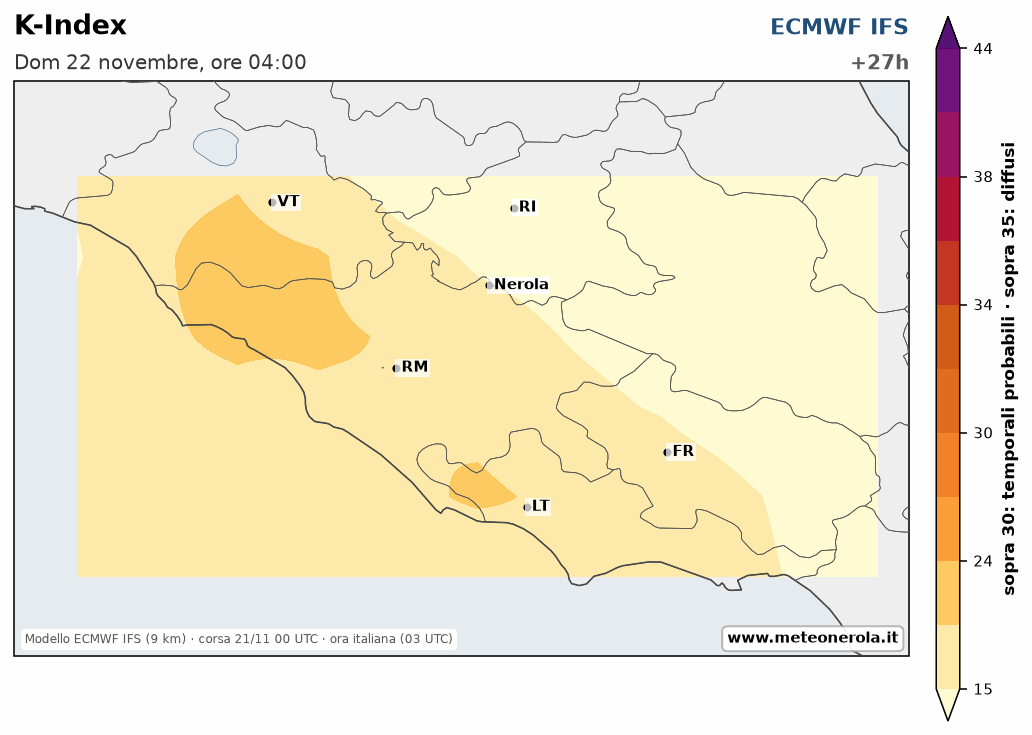 K-Index
ECMWF IFS
Dom 22 novembre, ore 04:00
+27h
VT
RI
Nerola
RM
FR
LT
Modello ECMWF IFS (9 km) · corsa 21/11 00 UTC · ora italiana (03 UTC)
www.meteonerola.it
44
38
34
30
24
15
sopra 30: temporali probabili · sopra 35: diffusi